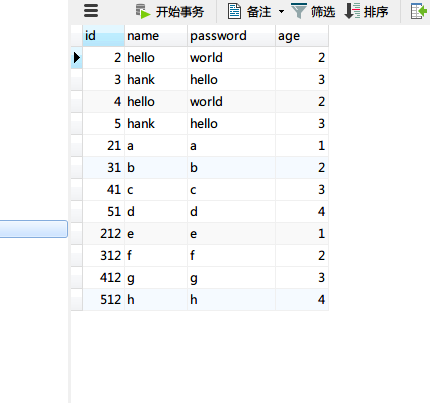 开始事务 备注 筛选 排序
id name password age
2 hello world 2
3 hank hello 3
4 hello world 2
5 hank hello 3
21 a a 1
31 b b 2
41 c c 3
51 d d 4
212 e e 1
312 f f 2
412 g g 3
512 h h 4